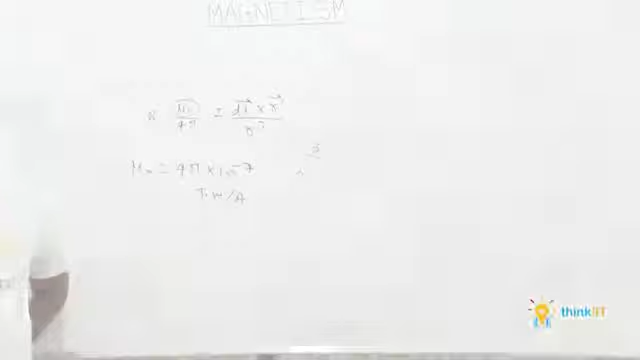 MAGNETISM
μ₀/4π I dl⃗ × r⃗/r³
μ₀ = 4π × 10⁻⁷
T·m/A
thinkIIT